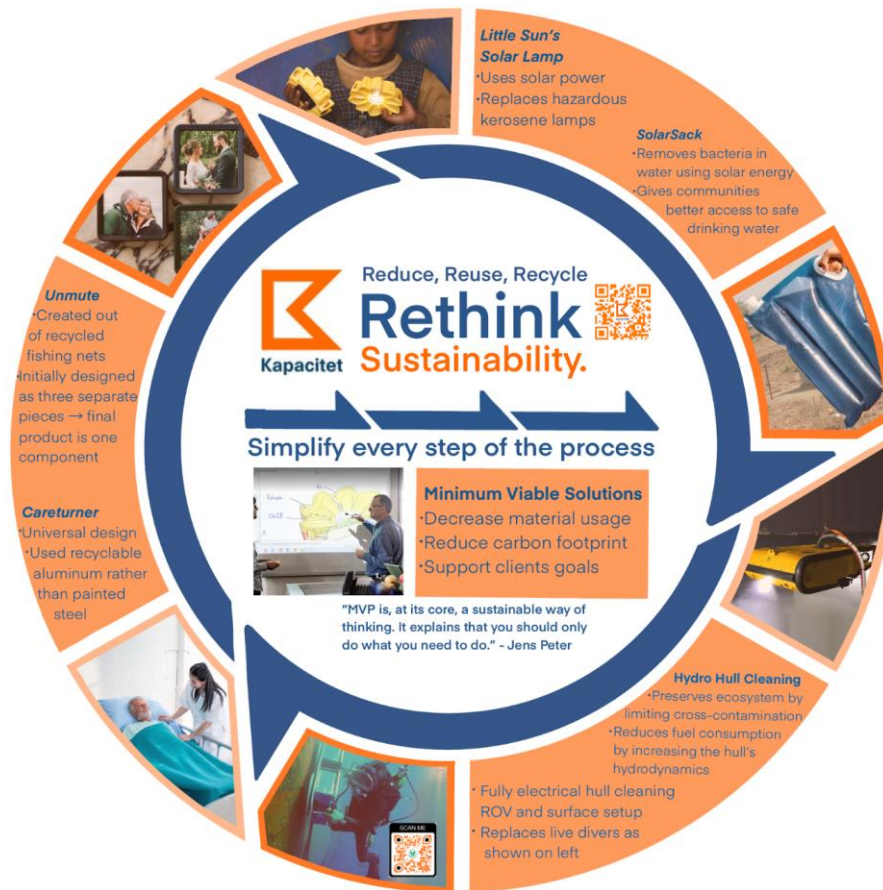 Little Sun's
Solar Lamp
·Uses solar power
·Replaces hazardous
kerosene lamps
SolarSack
·Removes bacteria in
water using solar energy
·Gives communities
better access to safe
drinking water
Reduce, Reuse, Recycle
Rethink
Sustainability.
Kapacitet
Simplify every step of the process
Minimum Viable Solutions
·Decrease material usage
·Reduce carbon footprint
·Support clients goals
"MVP is, at its core, a sustainable way of
thinking. It explains that you should only
do what you need to do." - Jens Peter
Unmute
·Created out
of recycled
fishing nets
·Initially designed
as three separate
pieces → final
product is one
component
Careturner
·Universal design
·Used recyclable
aluminum rather
than painted
steel
Hydro Hull Cleaning
·Preserves ecosystem by
limiting cross-contamination
·Reduces fuel consumption
by increasing the hull's
hydrodynamics
· Fully electrical hull cleaning
ROV and surface setup
· Replaces live divers as
shown on left
SCAN ME